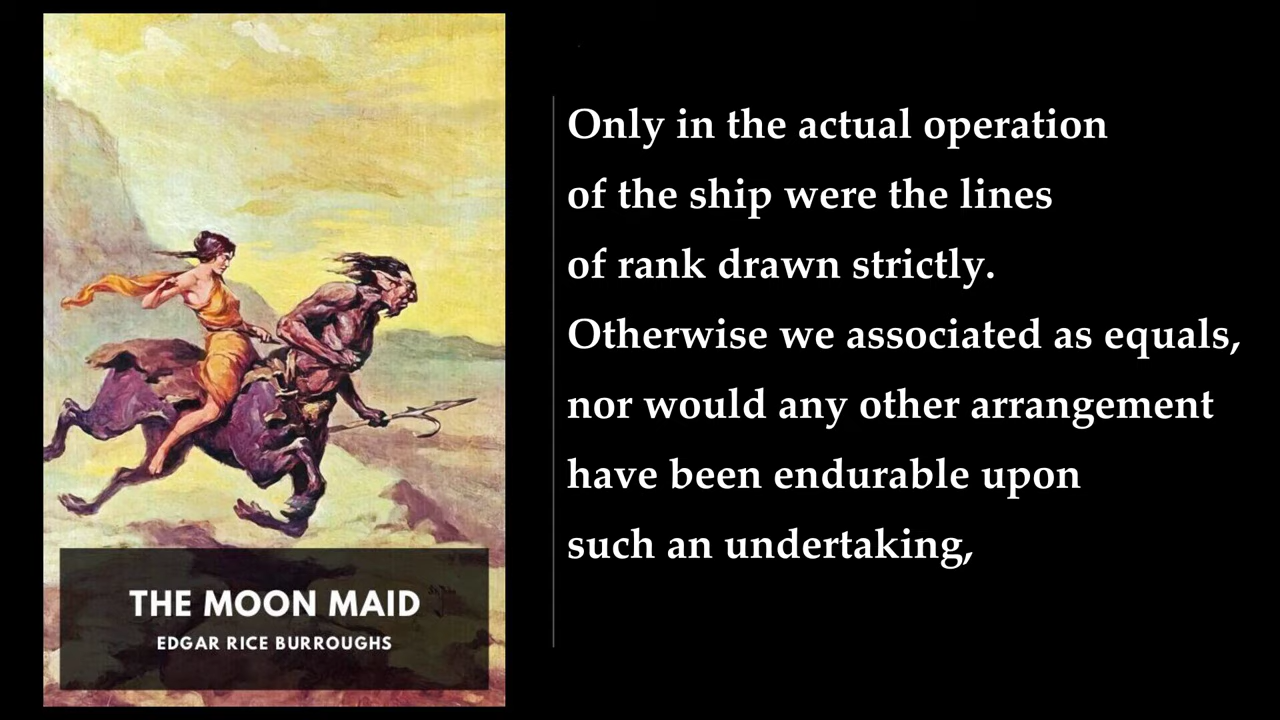 THE MOON MAID
EDGAR RICE BURROUGHS
Only in the actual operation
of the ship were the lines
of rank drawn strictly.
Otherwise we associated as equals,
nor would any other arrangement
have been endurable upon
such an undertaking,